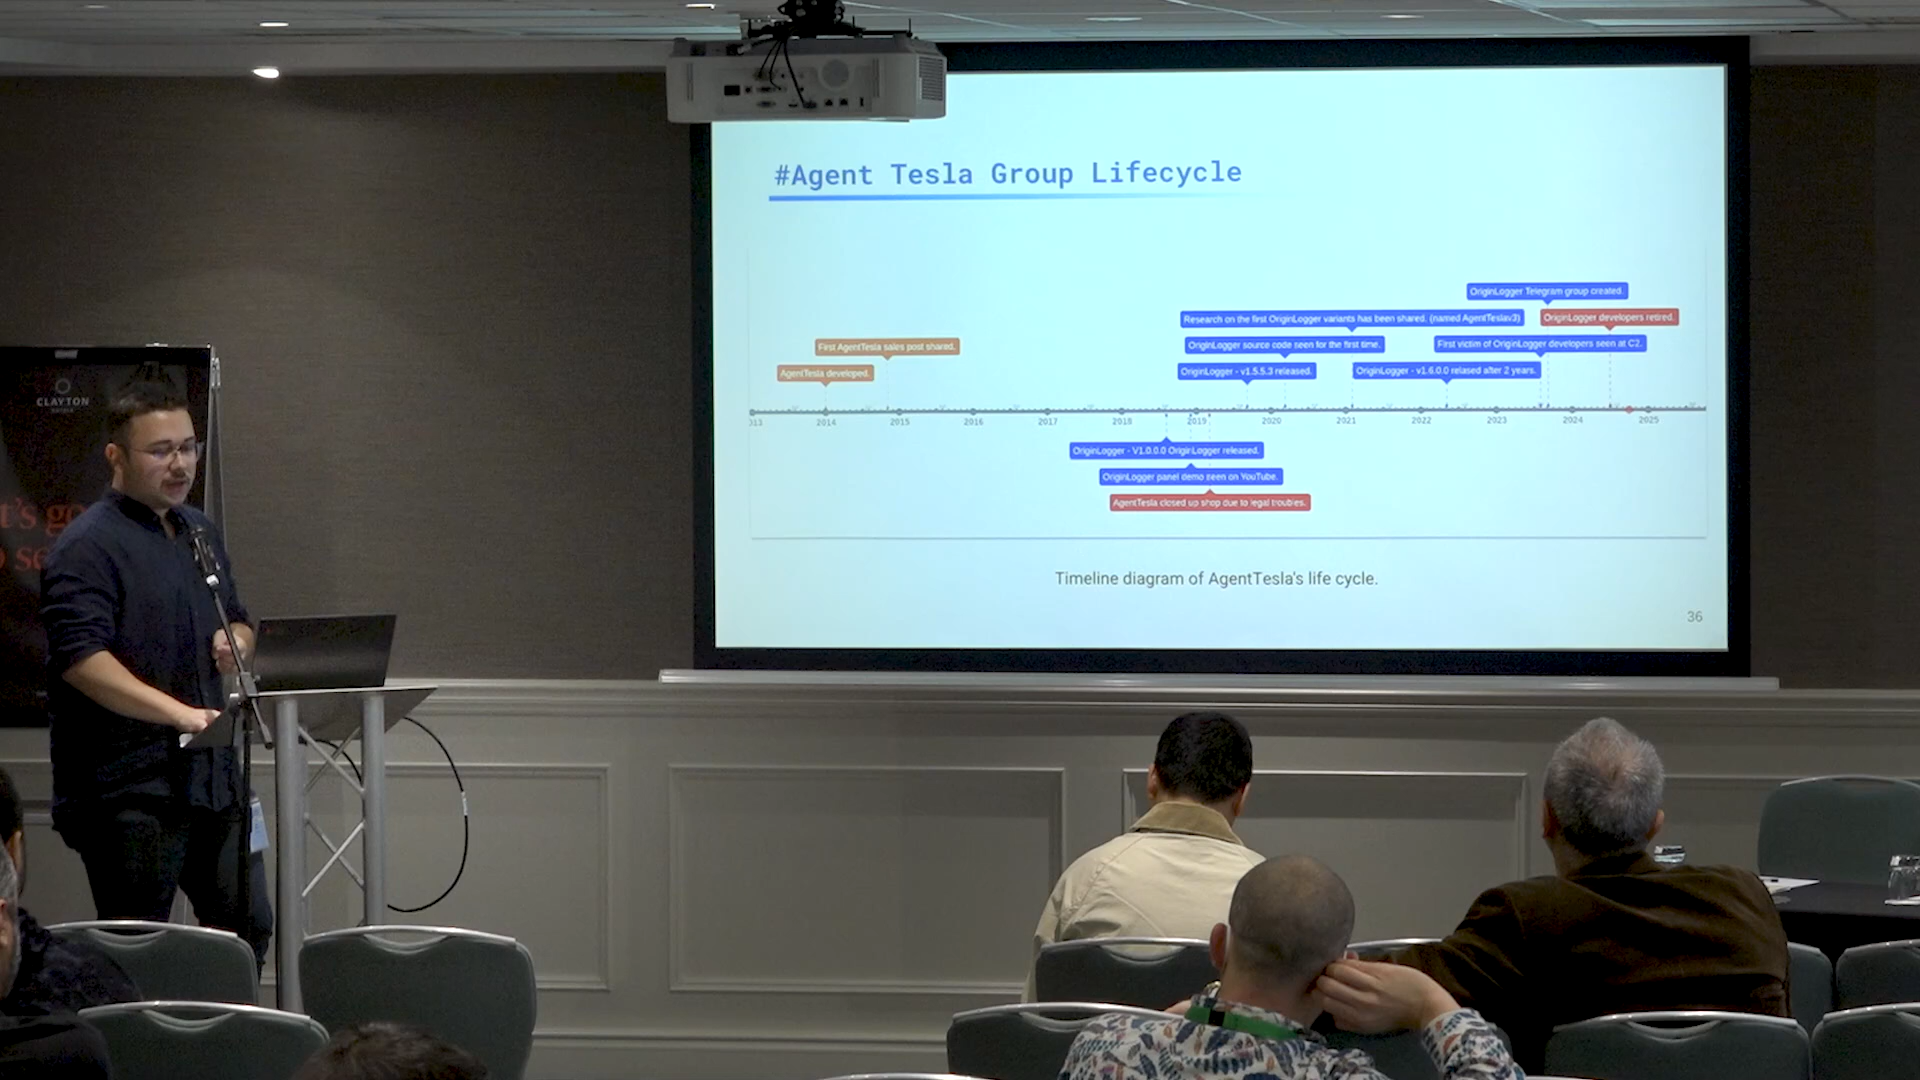 #Agent Tesla Group Lifecycle
OriginLogger Telegram group created.
Research on the first OriginLogger variants has been shared. (named AgentTeslav3)
OriginLogger developers retired.
First AgentTesla sales post shared.
OriginLogger source code seen for the first time.
First victim of OriginLogger developers seen at C2.
AgentTesla developed.
OriginLogger - v1.5.5.3 released.
OriginLogger - v1.6.0.0 relased after 2 years.
013 2014 2015 2016 2017 2018 2019 2020 2021 2022 2023 2024 2025
OriginLogger - V1.0.0.0 OriginLogger released.
OriginLogger panel demo seen on YouTube.
AgentTesla closed up shop due to legal troubles.
Timeline diagram of AgentTesla's life cycle.
36
CLAYTON
t's go
se